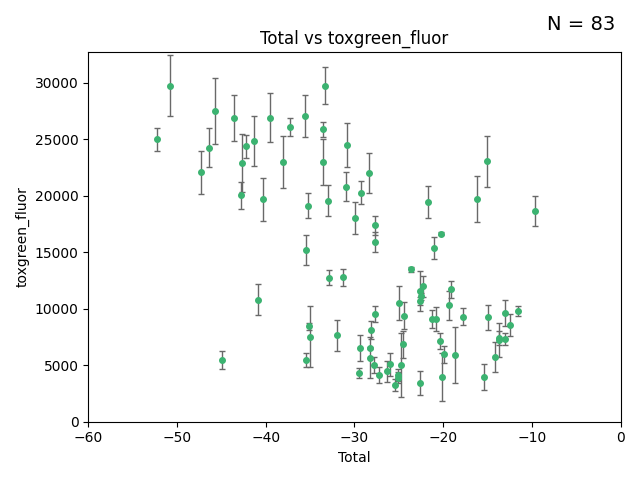 N = 83
Total vs toxgreen_fluor
30000
25000
20000
15000
10000
5000
0
toxgreen_fluor
−60 −50 −40 −30 −20 −10 0
Total